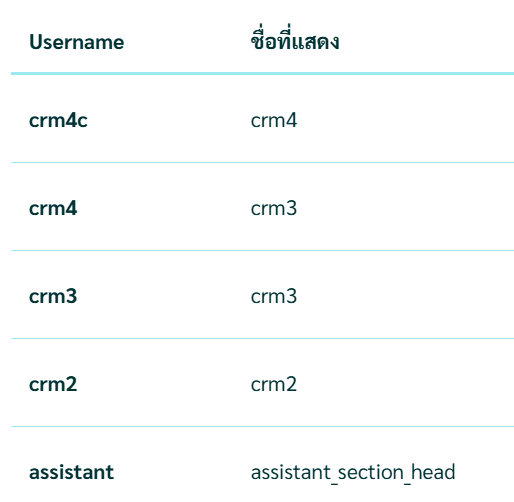 Username ชื่อที่แสดง
crm4c crm4
crm4 crm3
crm3 crm3
crm2 crm2
assistant assistant_section_head